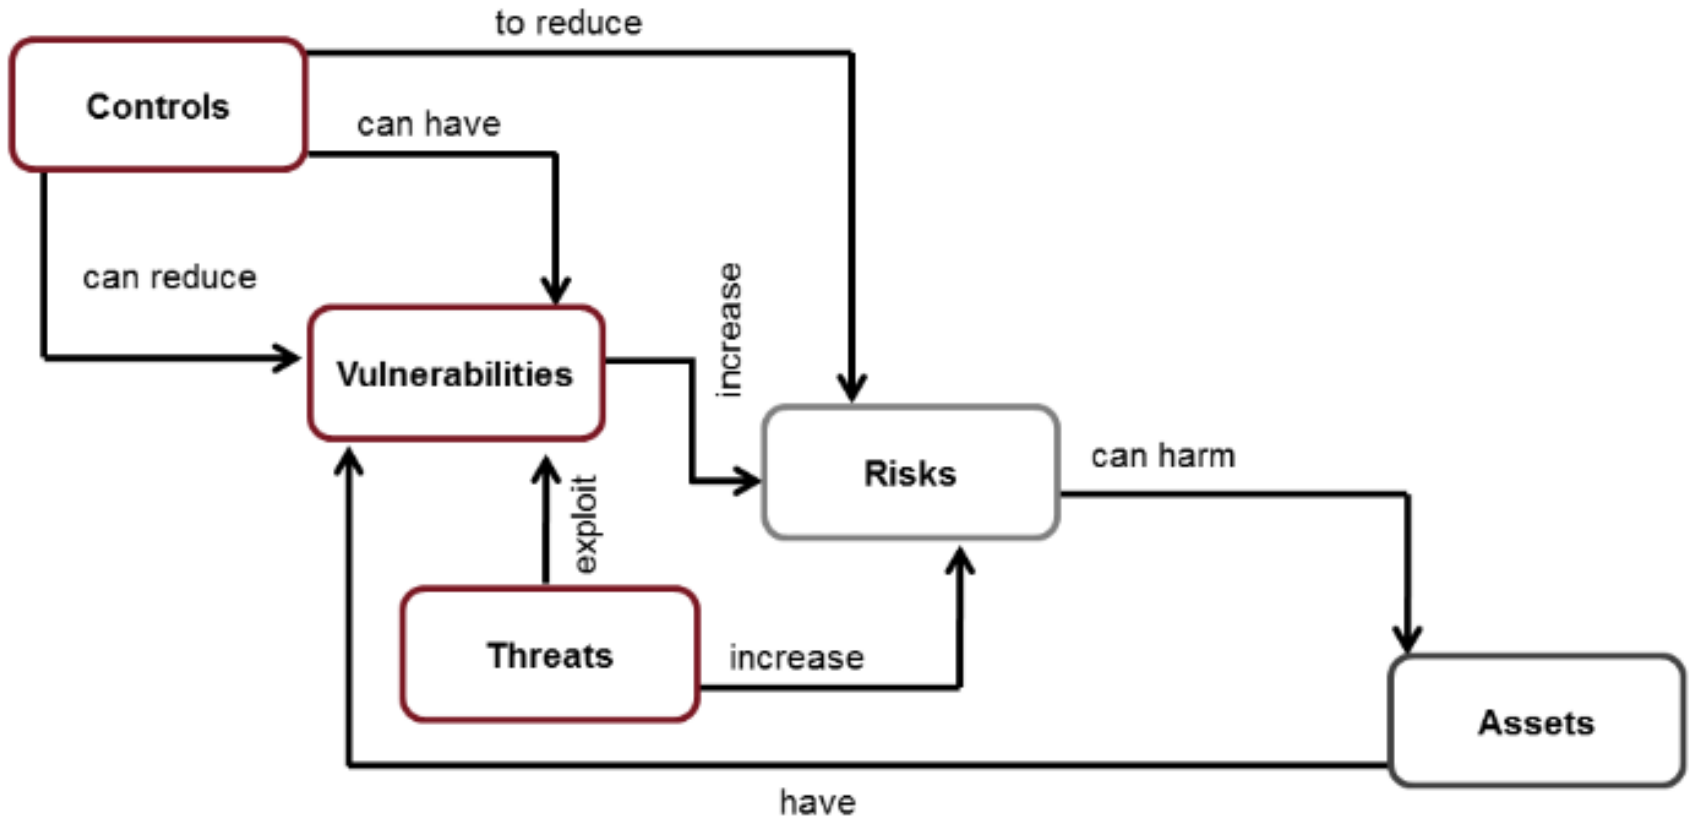 to reduce
Controls
can have
can reduce
increase
Vulnerabilities
Risks
can harm
exploit
Threats
increase
Assets
have